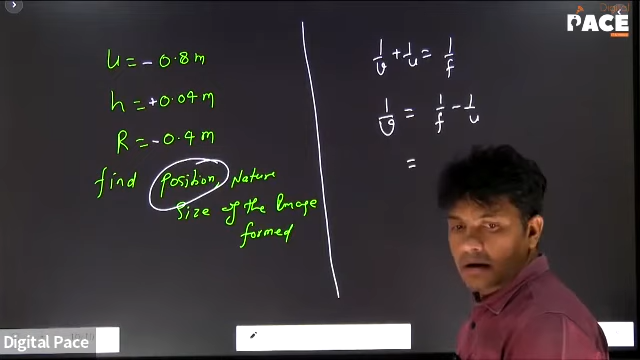 u = - 0.8 m
h = +0.04 m
R = - 0.4 m
find position, Nature
Size of the Image
formed
1/v + 1/u = 1/f
1/v = 1/f - 1/u
=
PACE
Digital Pace